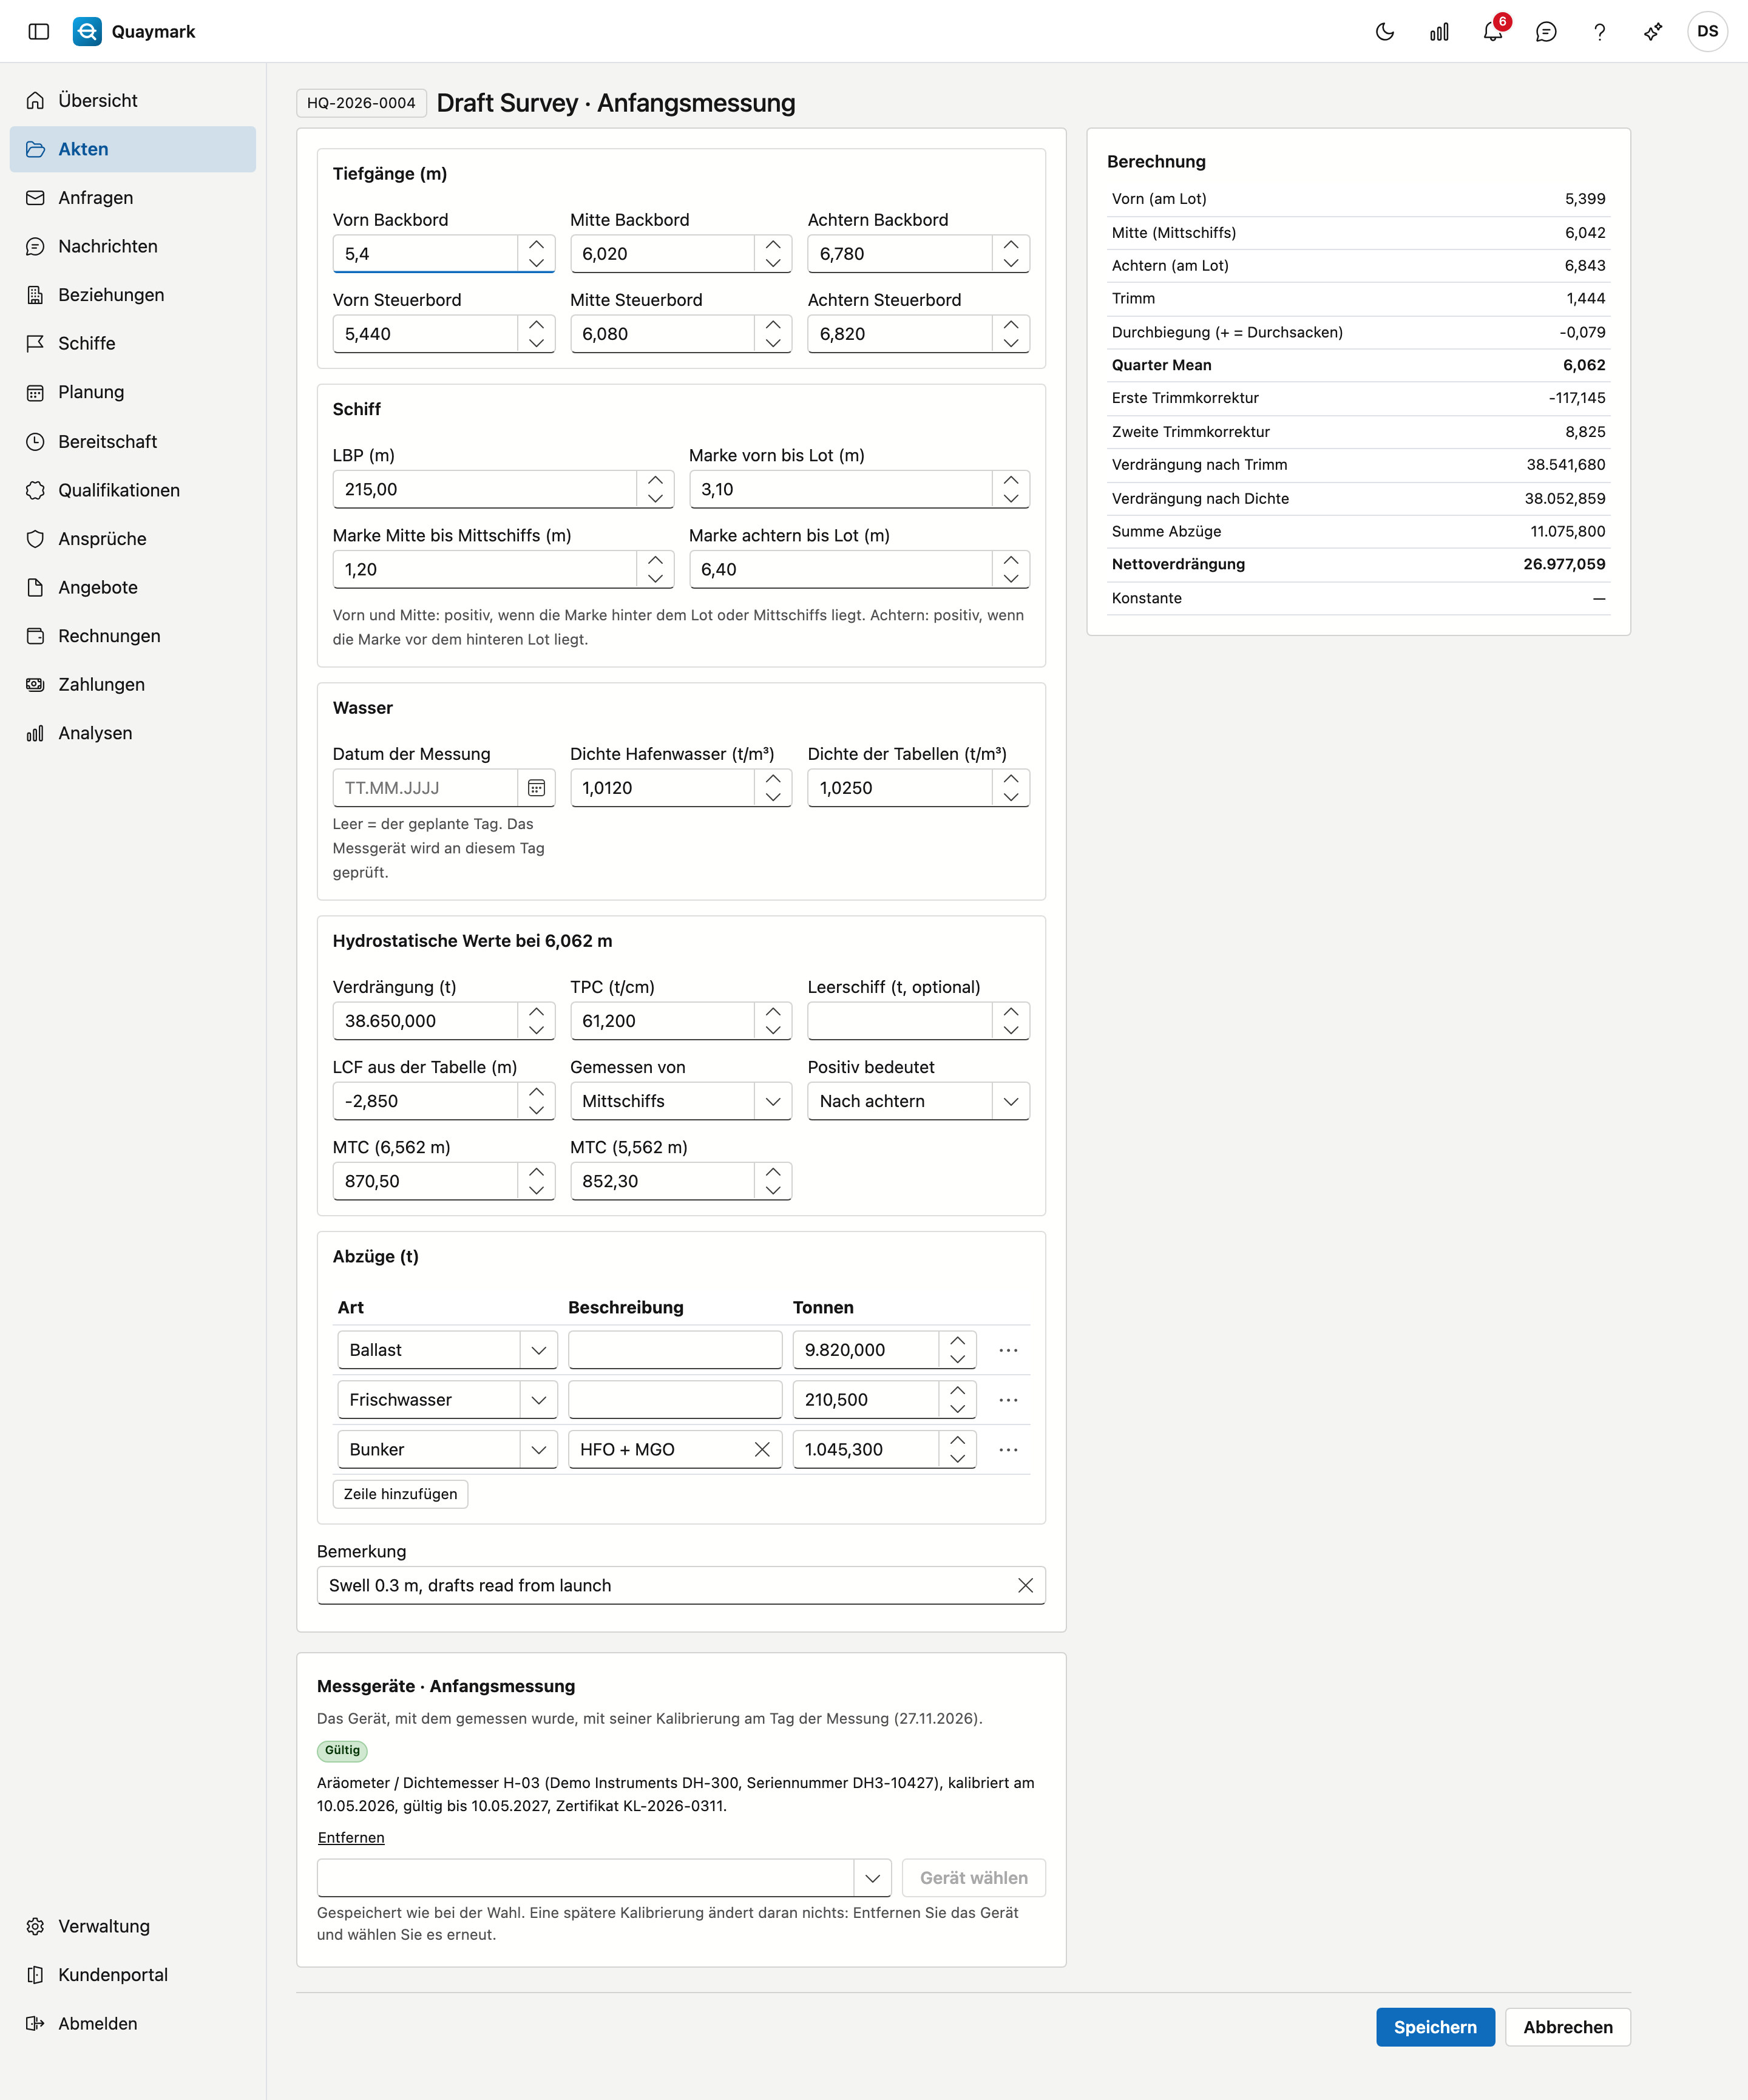 Quaymark
6
DS
Übersicht
Akten
Anfragen
Nachrichten
Beziehungen
Schiffe
Planung
Bereitschaft
Qualifikationen
Ansprüche
Angebote
Rechnungen
Zahlungen
Analysen
Verwaltung
Kundenportal
Abmelden
HQ-2026-0004 Draft Survey · Anfangsmessung
Tiefgänge (m)
Vorn Backbord Mitte Backbord Achtern Backbord
5,4 6,020 6,780
Vorn Steuerbord Mitte Steuerbord Achtern Steuerbord
5,440 6,080 6,820
Schiff
LBP (m) Marke vorn bis Lot (m)
215,00 3,10
Marke Mitte bis Mittschiffs (m) Marke achtern bis Lot (m)
1,20 6,40
Vorn und Mitte: positiv, wenn die Marke hinter dem Lot oder Mittschiffs liegt. Achtern: positiv, wenn
die Marke vor dem hinteren Lot liegt.
Wasser
Datum der Messung Dichte Hafenwasser (t/m³) Dichte der Tabellen (t/m³)
TT.MM.JJJJ 1,0120 1,0250
Leer = der geplante Tag. Das
Messgerät wird an diesem Tag
geprüft.
Hydrostatische Werte bei 6,062 m
Verdrängung (t) TPC (t/cm) Leerschiff (t, optional)
38.650,000 61,200
LCF aus der Tabelle (m) Gemessen von Positiv bedeutet
-2,850 Mittschiffs Nach achtern
MTC (6,562 m) MTC (5,562 m)
870,50 852,30
Abzüge (t)
Art Beschreibung Tonnen
Ballast 9.820,000
Frischwasser 210,500
Bunker HFO + MGO 1.045,300
Zeile hinzufügen
Bemerkung
Swell 0.3 m, drafts read from launch
Messgeräte · Anfangsmessung
Das Gerät, mit dem gemessen wurde, mit seiner Kalibrierung am Tag der Messung (27.11.2026).
Gültig
Aräometer / Dichtemesser H-03 (Demo Instruments DH-300, Seriennummer DH3-10427), kalibriert am
10.05.2026, gültig bis 10.05.2027, Zertifikat KL-2026-0311.
Entfernen
Gerät wählen
Gespeichert wie bei der Wahl. Eine spätere Kalibrierung ändert daran nichts: Entfernen Sie das Gerät
und wählen Sie es erneut.
Berechnung
Vorn (am Lot) 5,399
Mitte (Mittschiffs) 6,042
Achtern (am Lot) 6,843
Trimm 1,444
Durchbiegung (+ = Durchsacken) -0,079
Quarter Mean 6,062
Erste Trimmkorrektur -117,145
Zweite Trimmkorrektur 8,825
Verdrängung nach Trimm 38.541,680
Verdrängung nach Dichte 38.052,859
Summe Abzüge 11.075,800
Nettoverdrängung 26.977,059
Konstante —
Speichern Abbrechen